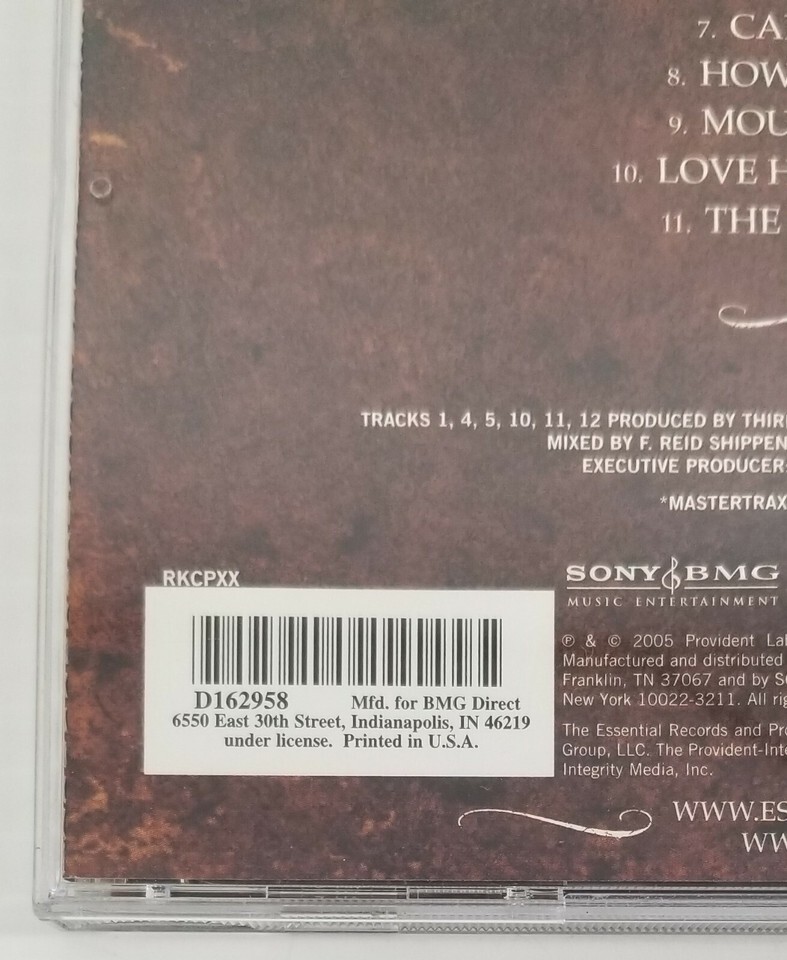 7. CA
8. HOW
9. MOU
10. LOVE H
11. THE
TRACKS 1, 4, 5, 10, 11, 12 PRODUCED BY THIR
MIXED BY F. REID SHIPPEN
EXECUTIVE PRODUCER:
*MASTERTRAX
RKCPXX
SONY BMG
MUSIC ENTERTAINMENT
D162958 Mfd. for BMG Direct
6550 East 30th Street, Indianapolis, IN 46219
under license. Printed in U.S.A.
℗ & © 2005 Provident La
Manufactured and distributed
Franklin, TN 37067 and by S
New York 10022-3211. All rig
The Essential Records and Pro
Group, LLC. The Provident-Inte
Integrity Media, Inc.
WWW.ES
WW